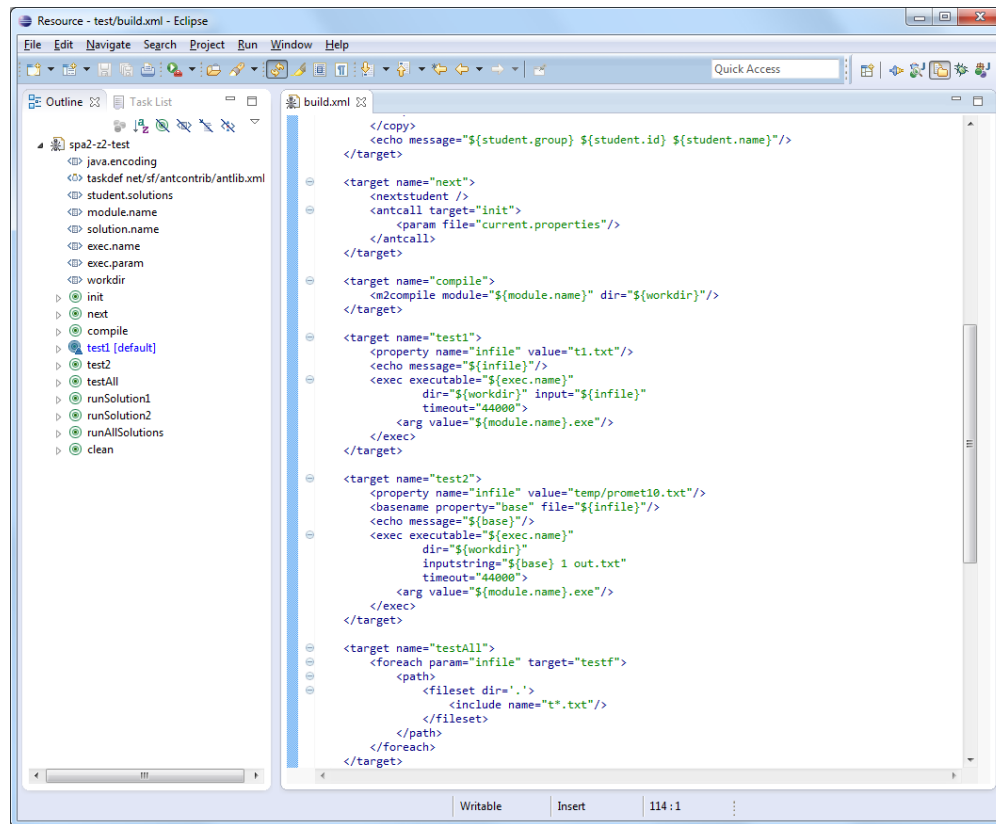 Resource - test/build.xml - Eclipse
File Edit Navigate Search Project Run Window Help
Quick Access
Outline Task List
build.xml
spa2-z2-test
java.encoding
taskdef net/sf/antcontrib/antlib.xml
student.solutions
module.name
solution.name
exec.name
exec.param
workdir
init
next
compile
test1 [default]
test2
testAll
runSolution1
runSolution2
runAllSolutions
clean
</copy>
<echo message="${student.group} ${student.id} ${student.name}"/>
</target>
<target name="next">
<nextstudent />
<antcall target="init">
<param file="current.properties"/>
</antcall>
</target>
<target name="compile">
<m2compile module="${module.name}" dir="${workdir}"/>
</target>
<target name="test1">
<property name="infile" value="t1.txt"/>
<echo message="${infile}"/>
<exec executable="${exec.name}"
dir="${workdir}" input="${infile}"
timeout="44000">
<arg value="${module.name}.exe"/>
</exec>
</target>
<target name="test2">
<property name="infile" value="temp/promet10.txt"/>
<basename property="base" file="${infile}"/>
<echo message="${base}"/>
<exec executable="${exec.name}"
dir="${workdir}"
inputstring="${base} 1 out.txt"
timeout="44000">
<arg value="${module.name}.exe"/>
</exec>
</target>
<target name="testAll">
<foreach param="infile" target="testf">
<path>
<fileset dir='.'>
<include name="t*.txt"/>
</fileset>
</path>
</foreach>
</target>
Writable Insert 114 : 1